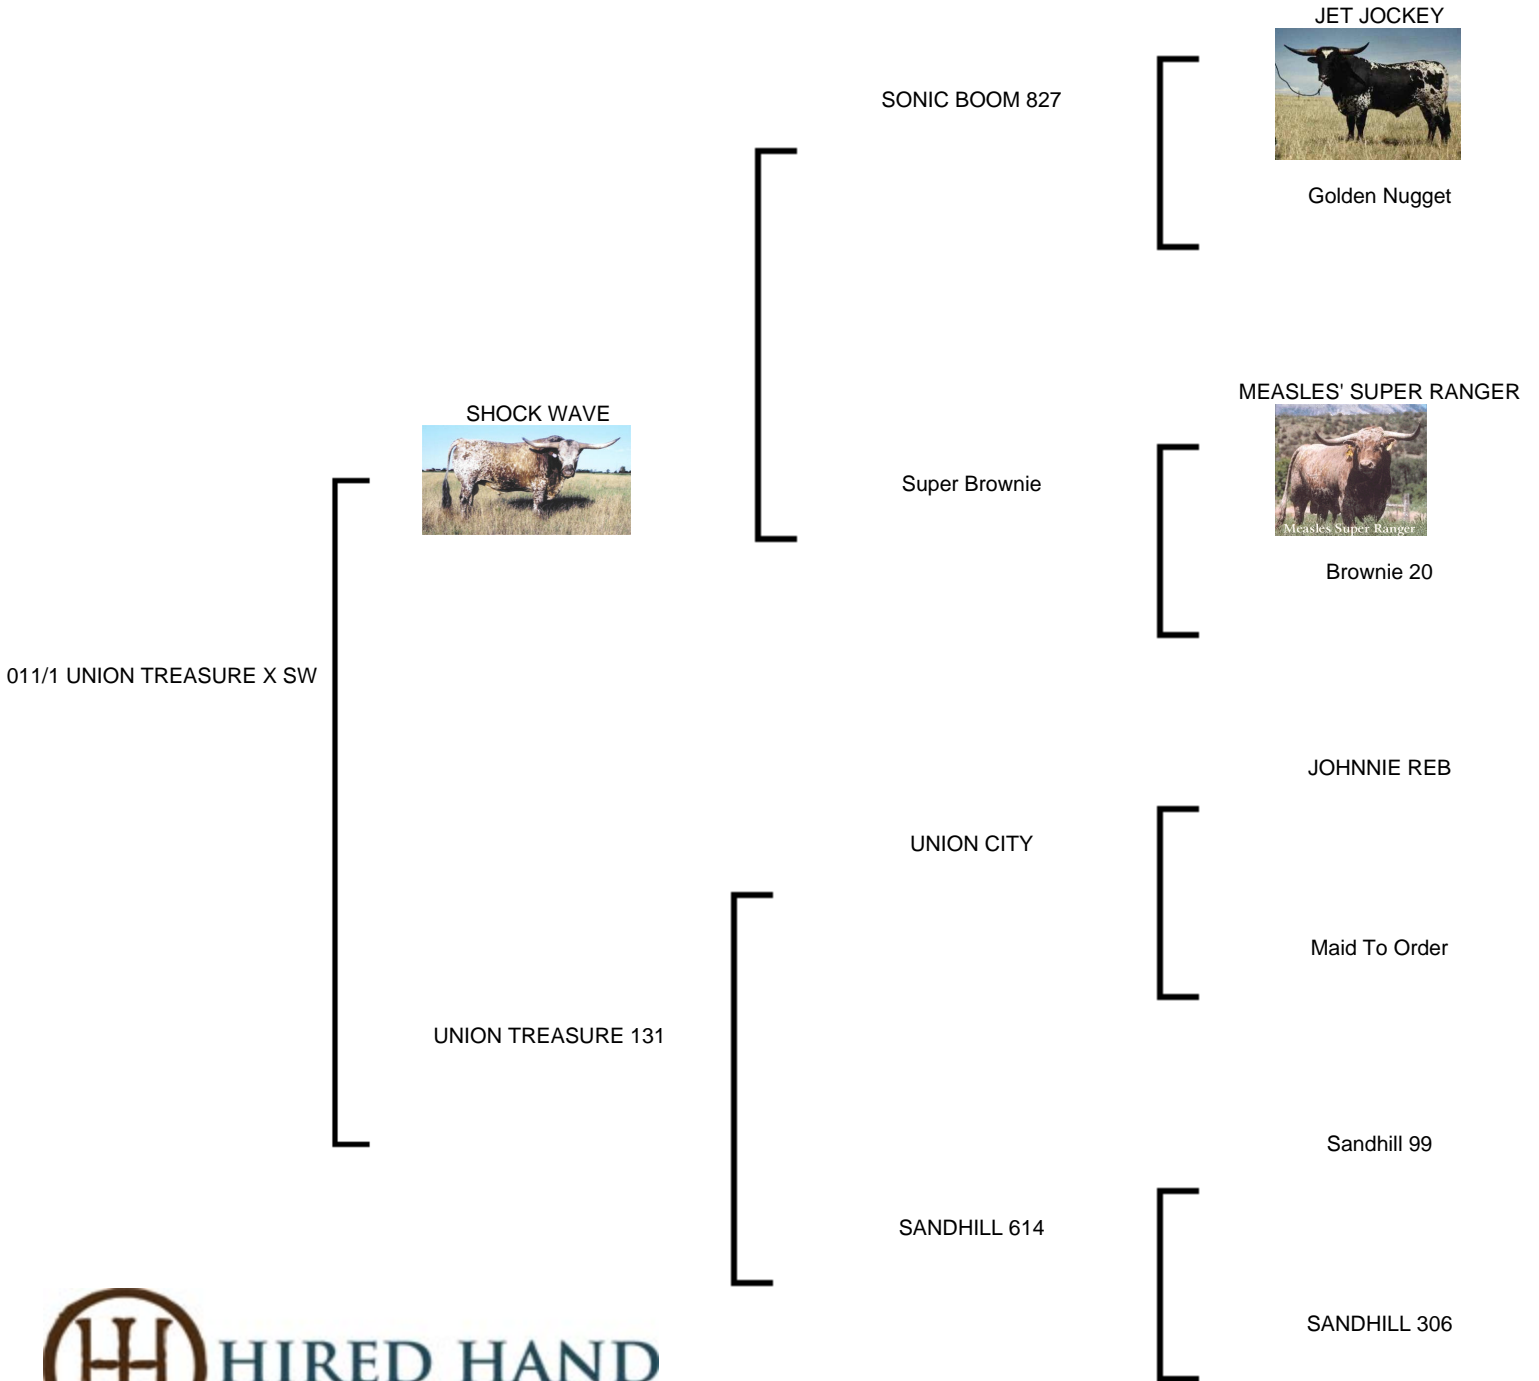 JET JOCKEY
SONIC BOOM 827
Golden Nugget
MEASLES' SUPER RANGER
SHOCK WAVE
Super Brownie
Measles Super Ranger
Brownie 20
011/1 UNION TREASURE X SW
JOHNNIE REB
UNION CITY
Maid To Order
UNION TREASURE 131
Sandhill 99
SANDHILL 614
SANDHILL 306
HIRED HAND